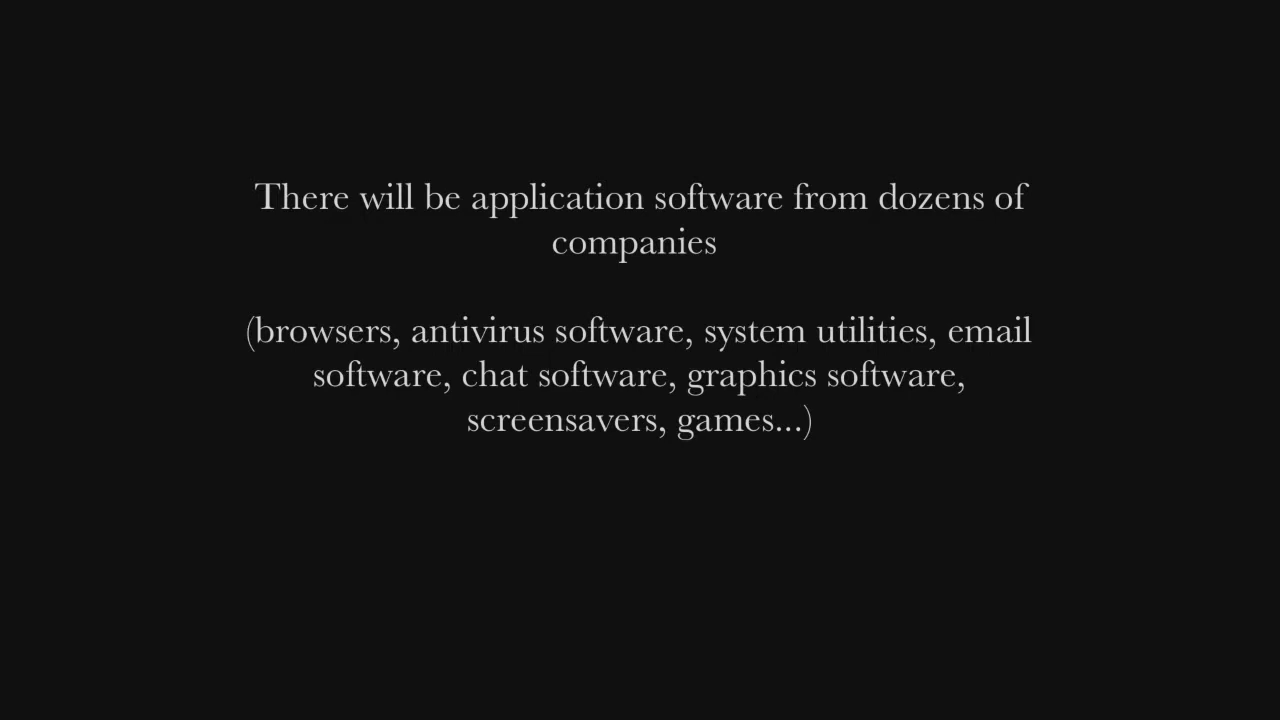 There will be application software from dozens of
companies
(browsers, antivirus software, system utilities, email
software, chat software, graphics software,
screensavers, games...)